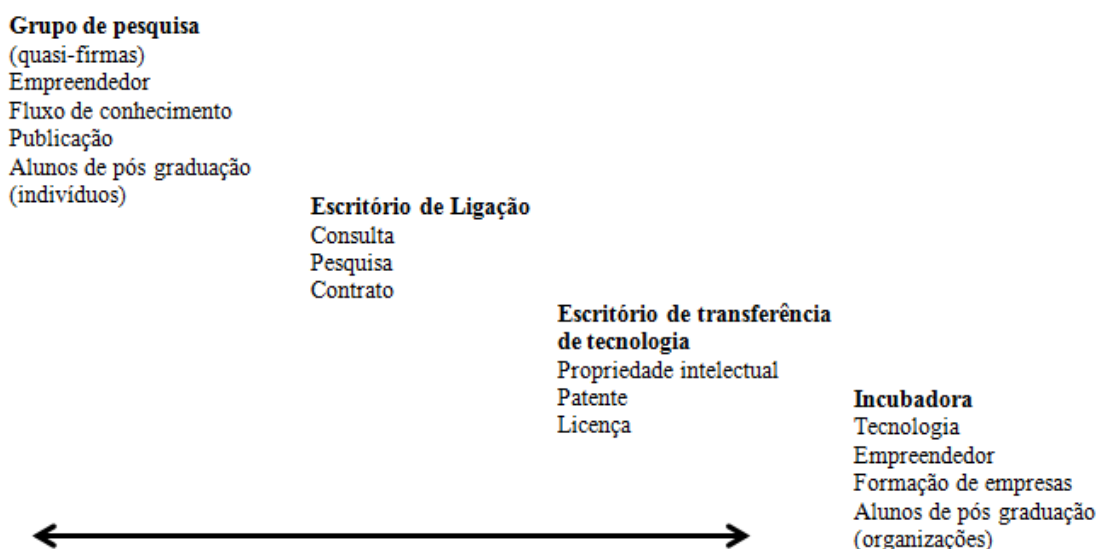 Grupo de pesquisa
(quasi-firmas)
Empreendedor
Fluxo de conhecimento
Publicação
Alunos de pós graduação
(indivíduos)
Escritório de Ligação
Consulta
Pesquisa
Contrato
Escritório de transferência
de tecnologia
Propriedade intelectual
Patente
Licença
Incubadora
Tecnologia
Empreendedor
Formação de empresas
Alunos de pós graduação
(organizações)